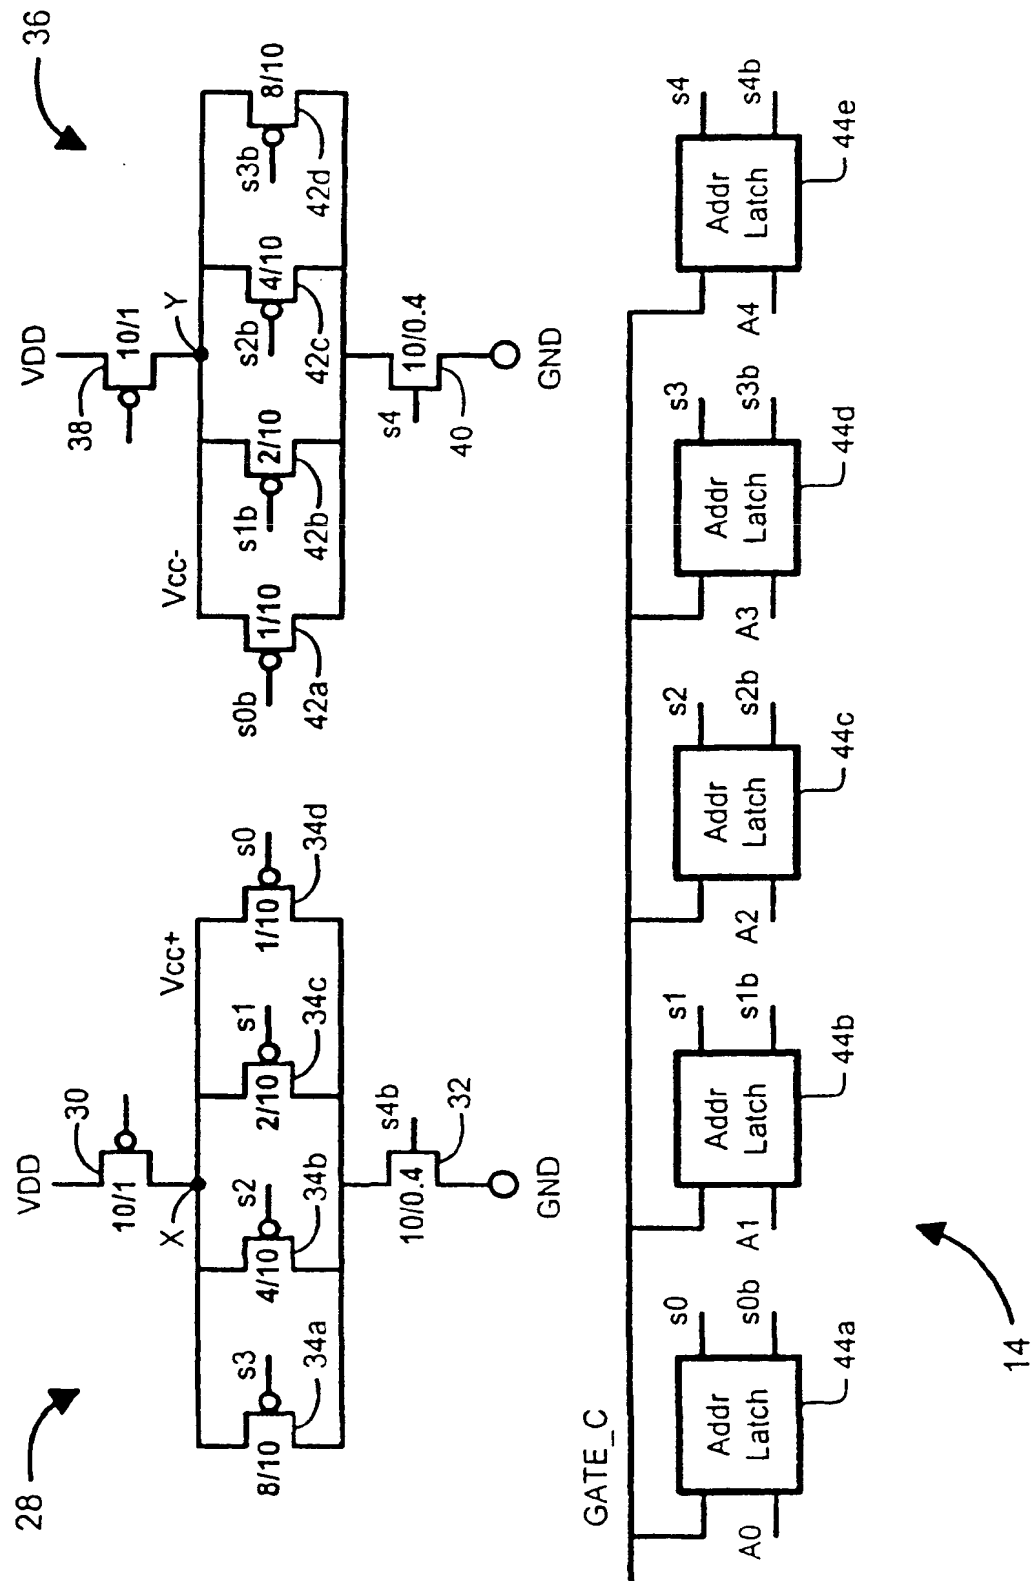 28
VDD
30
10/1
X
Vcc+
s3
8/10
34a
s2
4/10
34b
s1
2/10
34c
s0
1/10
34d
s4b
10/0.4
32
GND
36
VDD
38
10/1
Y
Vcc-
s0b
1/10
42a
s1b
2/10
42b
s2b
4/10
42c
s3b
8/10
42d
s4
10/0.4
40
GND
GATE_C
A0
Addr
Latch
s0
s0b
44a
A1
Addr
Latch
s1
s1b
44b
A2
Addr
Latch
s2
s2b
44c
A3
Addr
Latch
s3
s3b
44d
A4
Addr
Latch
s4
s4b
44e
14